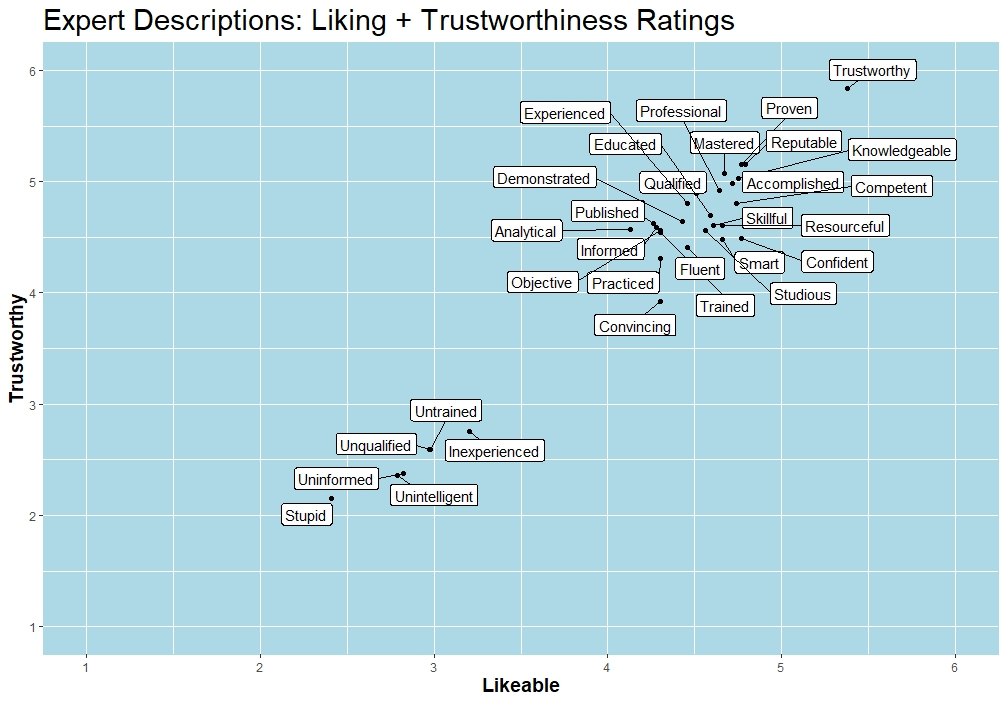 Expert Descriptions: Liking + Trustworthiness Ratings
Trustworthy
6
5
4
3
2
1
Trustworthy
Proven
Professional
Experienced
Mastered
Reputable
Educated
Knowledgeable
Demonstrated
Qualified
Accomplished
Competent
Published
Skillful
Resourceful
Analytical
Informed
Smart
Confident
Fluent
Objective
Practiced
Studious
Trained
Convincing
Untrained
Unqualified
Inexperienced
Uninformed
Unintelligent
Stupid
1
2
3
4
5
6
Likeable